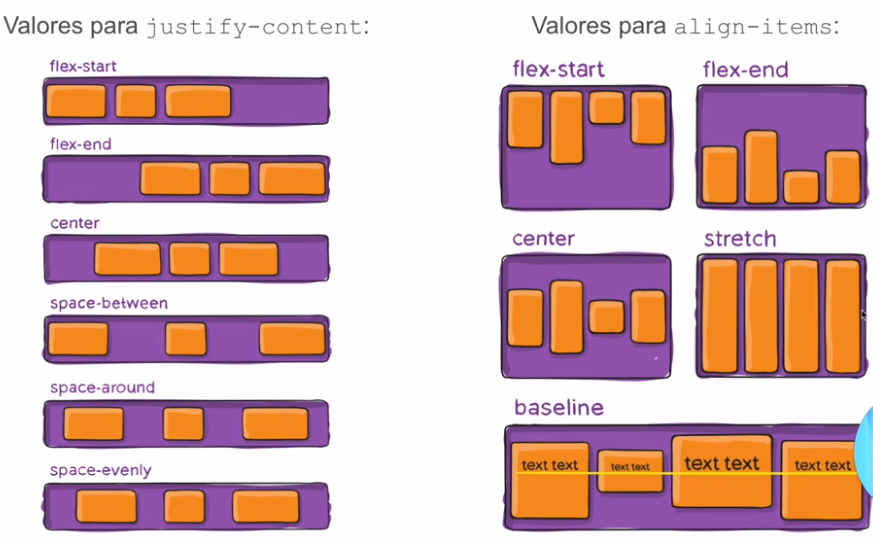 Valores para justify-content:
flex-start
flex-end
center
space-between
space-around
space-evenly
Valores para align-items:
flex-start
flex-end
center
stretch
baseline
text text
text text
text text
text text